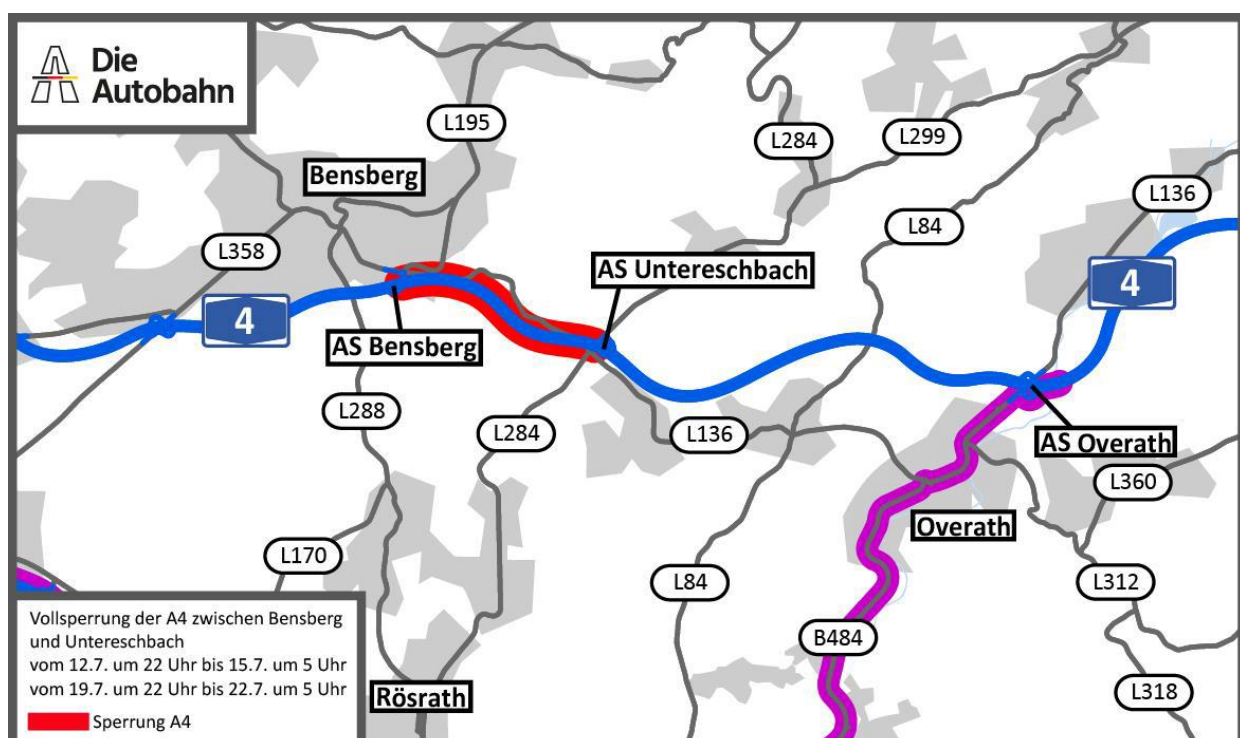 Die
Autobahn
L195
Bensberg
L284
L299
L136
L358
L84
AS Untereschbach
4
4
AS Bensberg
L288
L284
L136
AS Overath
L360
Overath
L170
L84
L312
B484
Vollsperrung der A4 zwischen Bensberg
und Untereschbach
vom 12.7. um 22 Uhr bis 15.7. um 5 Uhr
vom 19.7. um 22 Uhr bis 22.7. um 5 Uhr
Sperrung A4
Rösrath
L318